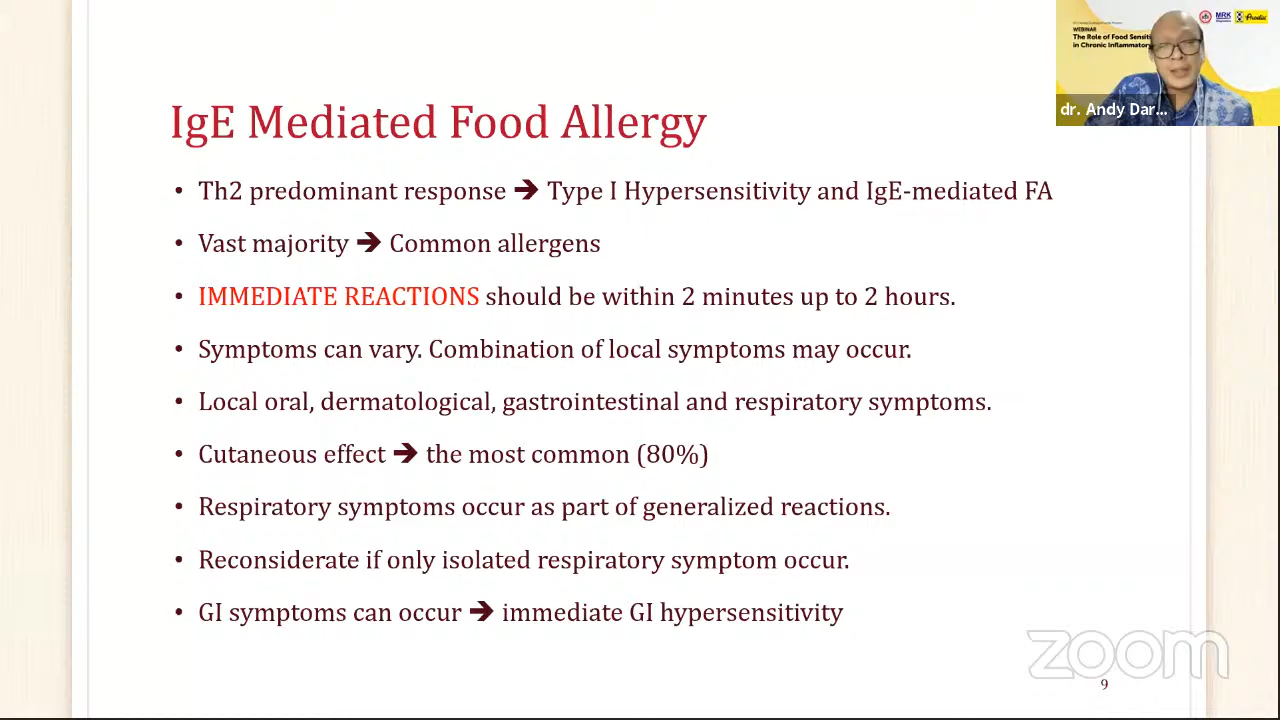 WEBINAR
The Role of Food Sensiti
in Chronic Inflammatory
MRK
Prodia
dr. Andy Dar...
IgE Mediated Food Allergy
• Th2 predominant response ➔ Type I Hypersensitivity and IgE-mediated FA
• Vast majority ➔ Common allergens
• IMMEDIATE REACTIONS should be within 2 minutes up to 2 hours.
• Symptoms can vary. Combination of local symptoms may occur.
• Local oral, dermatological, gastrointestinal and respiratory symptoms.
• Cutaneous effect ➔ the most common (80%)
• Respiratory symptoms occur as part of generalized reactions.
• Reconsiderate if only isolated respiratory symptom occur.
• GI symptoms can occur ➔ immediate GI hypersensitivity
zoom
9